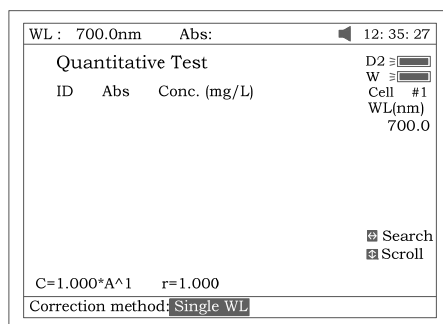 WL: 700.0nm Abs: 12: 35: 27
Quantitative Test
ID Abs Conc. (mg/L)
D2
W
Cell #1
WL(nm)
700.0
Search
Scroll
C=1.000*A^1 r=1.000
Correction method: Single WL